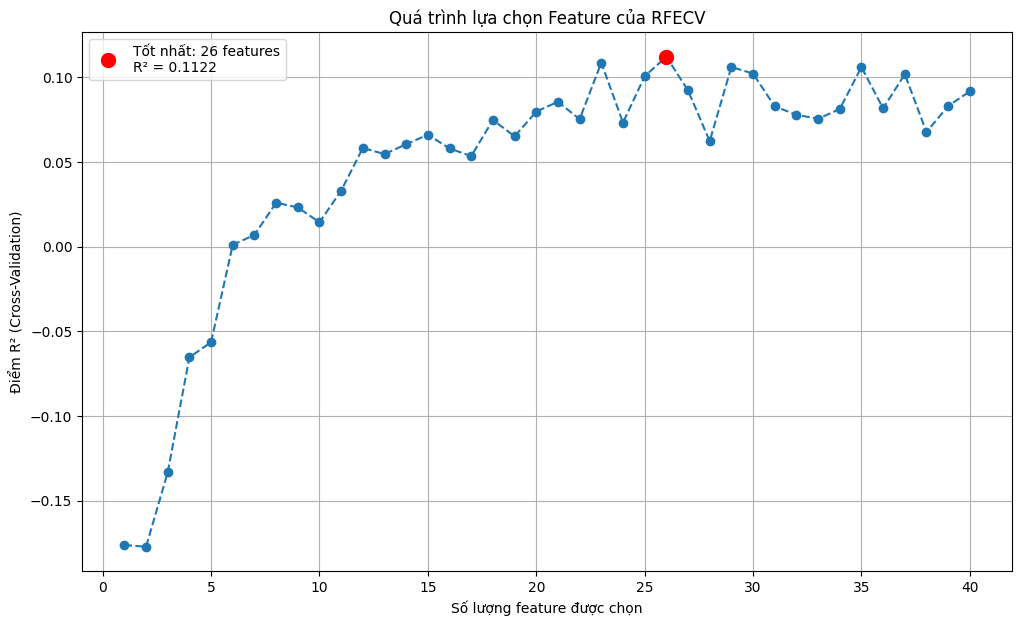 Quá trình lựa chọn Feature của RFECV
Tốt nhất: 26 features
R² = 0.1122
Điểm R² (Cross-Validation)
0.10
0.05
0.00
−0.05
−0.10
−0.15
0 5 10 15 20 25 30 35 40
Số lượng feature được chọn